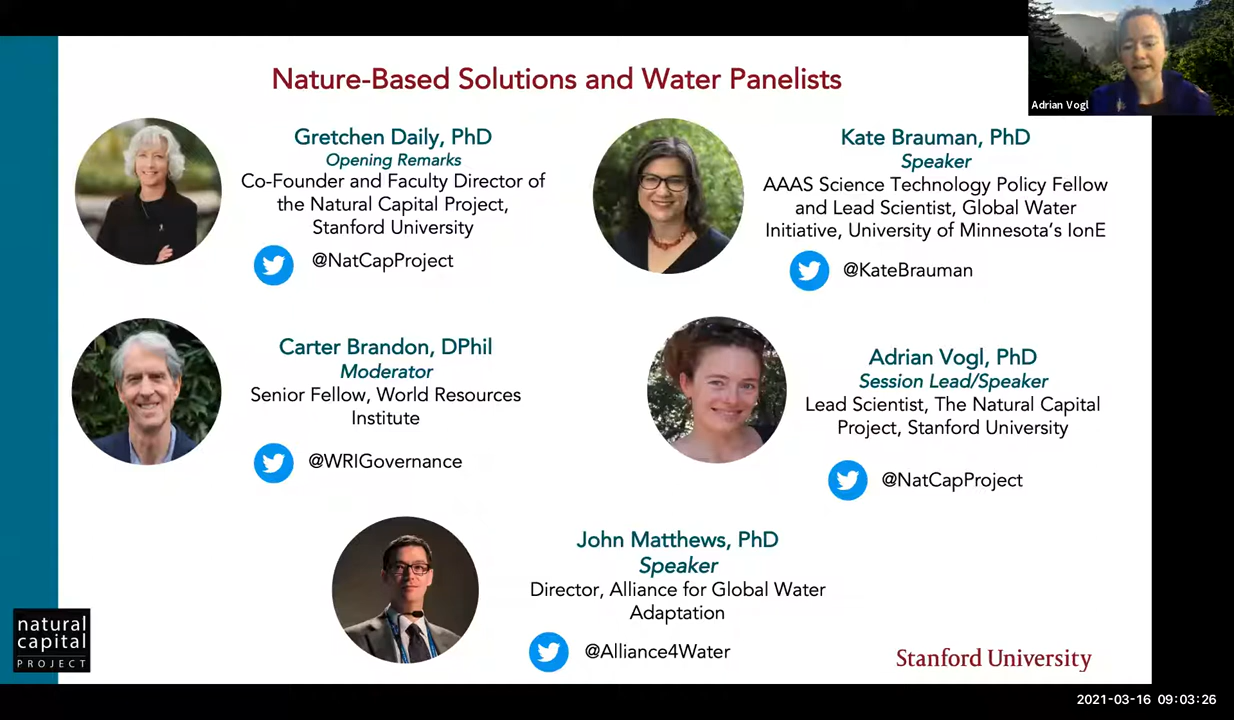 Nature-Based Solutions and Water Panelists
Adrian Vogl
Gretchen Daily, PhD
Opening Remarks
Co-Founder and Faculty Director of
the Natural Capital Project,
Stanford University
@NatCapProject
Kate Brauman, PhD
Speaker
AAAS Science Technology Policy Fellow
and Lead Scientist, Global Water
Initiative, University of Minnesota's IonE
@KateBrauman
Carter Brandon, DPhil
Moderator
Senior Fellow, World Resources
Institute
@WRIGovernance
Adrian Vogl, PhD
Session Lead/Speaker
Lead Scientist, The Natural Capital
Project, Stanford University
@NatCapProject
John Matthews, PhD
Speaker
Director, Alliance for Global Water
Adaptation
@Alliance4Water
natural
capital
PROJECT
Stanford University
2021-03-16 09:03:26